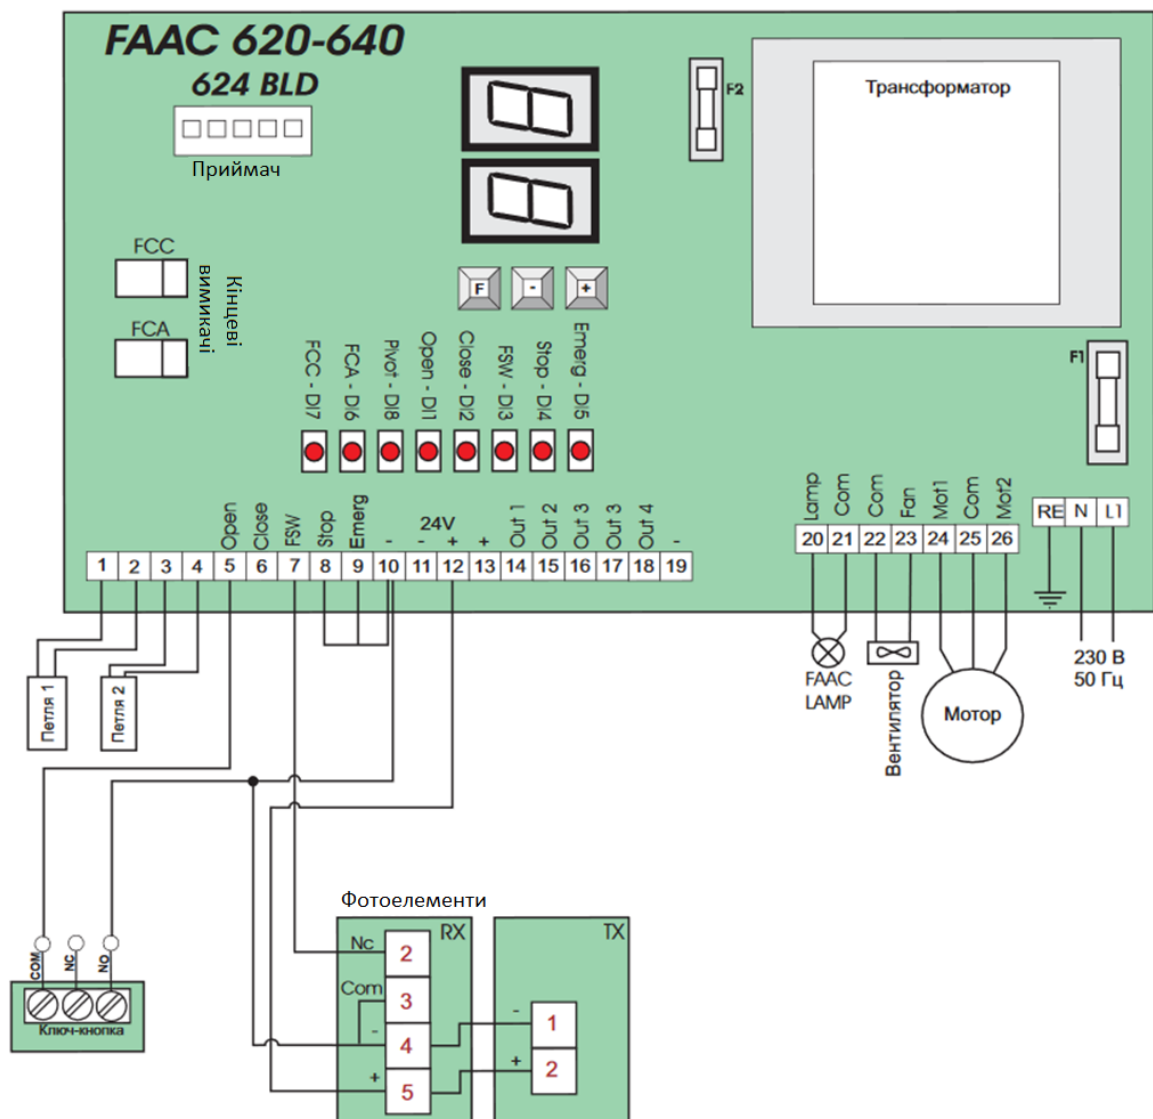 FAAC 620-640
624 BLD
Приймач
F2
Трансформатор
FCC
FCA
Кінцеві
вимикачі
F
-
+
F1
FCC - DI7
FCA - DI6
Pivot - DI8
Open - DI1
Close - DI2
FSW - DI3
Stop - DI4
Emerg - DI5
Open
Close
FSW
Stop
Emerg
-
24V
-
+
+
Out 1
Out 2
Out 3
Out 3
Out 4
-
1 2 3 4 5 6 7 8 9 10 11 12 13 14 15 16 17 18 19
Lamp
Com
Com
Fan
Mot1
Com
Mot2
20 21 22 23 24 25 26
RE N L1
Петля 1
Петля 2
FAAC
LAMP
Вентилятор
Мотор
230 В
50 Гц
Фотоелементи
RX
TX
Nc
2
Com
3
-
4
+
5
-
1
+
2
COM
NC
NO
Ключ-кнопка